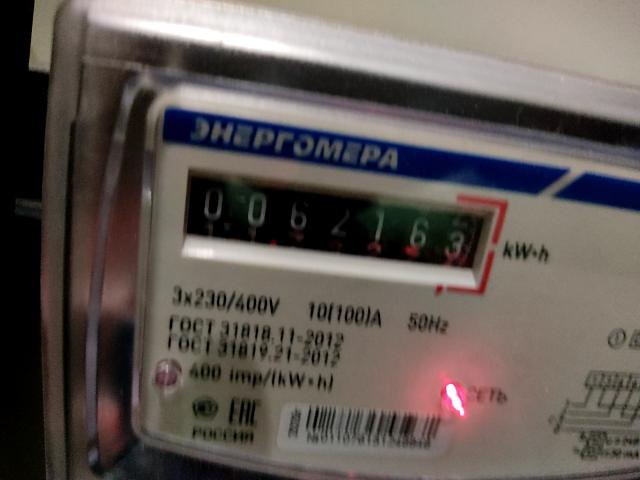 ЭНЕРГОМЕРА
0062163
kW•h
3x230/400V 10(100)A 50Hz
ГОСТ 31818.11-2012
ГОСТ 31819.21-2012
400 imp/(kW•h)
СЕТЬ
EAC
РОССИЯ